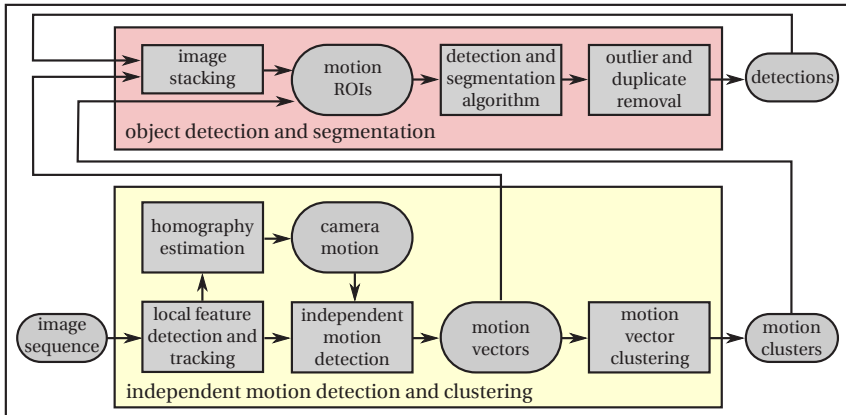 image
stacking
motion
ROIs
detection and
segmentation
algorithm
outlier and
duplicate
removal
detections
object detection and segmentation
homography
estimation
camera
motion
image
sequence
local feature
detection and
tracking
independent
motion
detection
motion
vectors
motion
vector
clustering
motion
clusters
independent motion detection and clustering